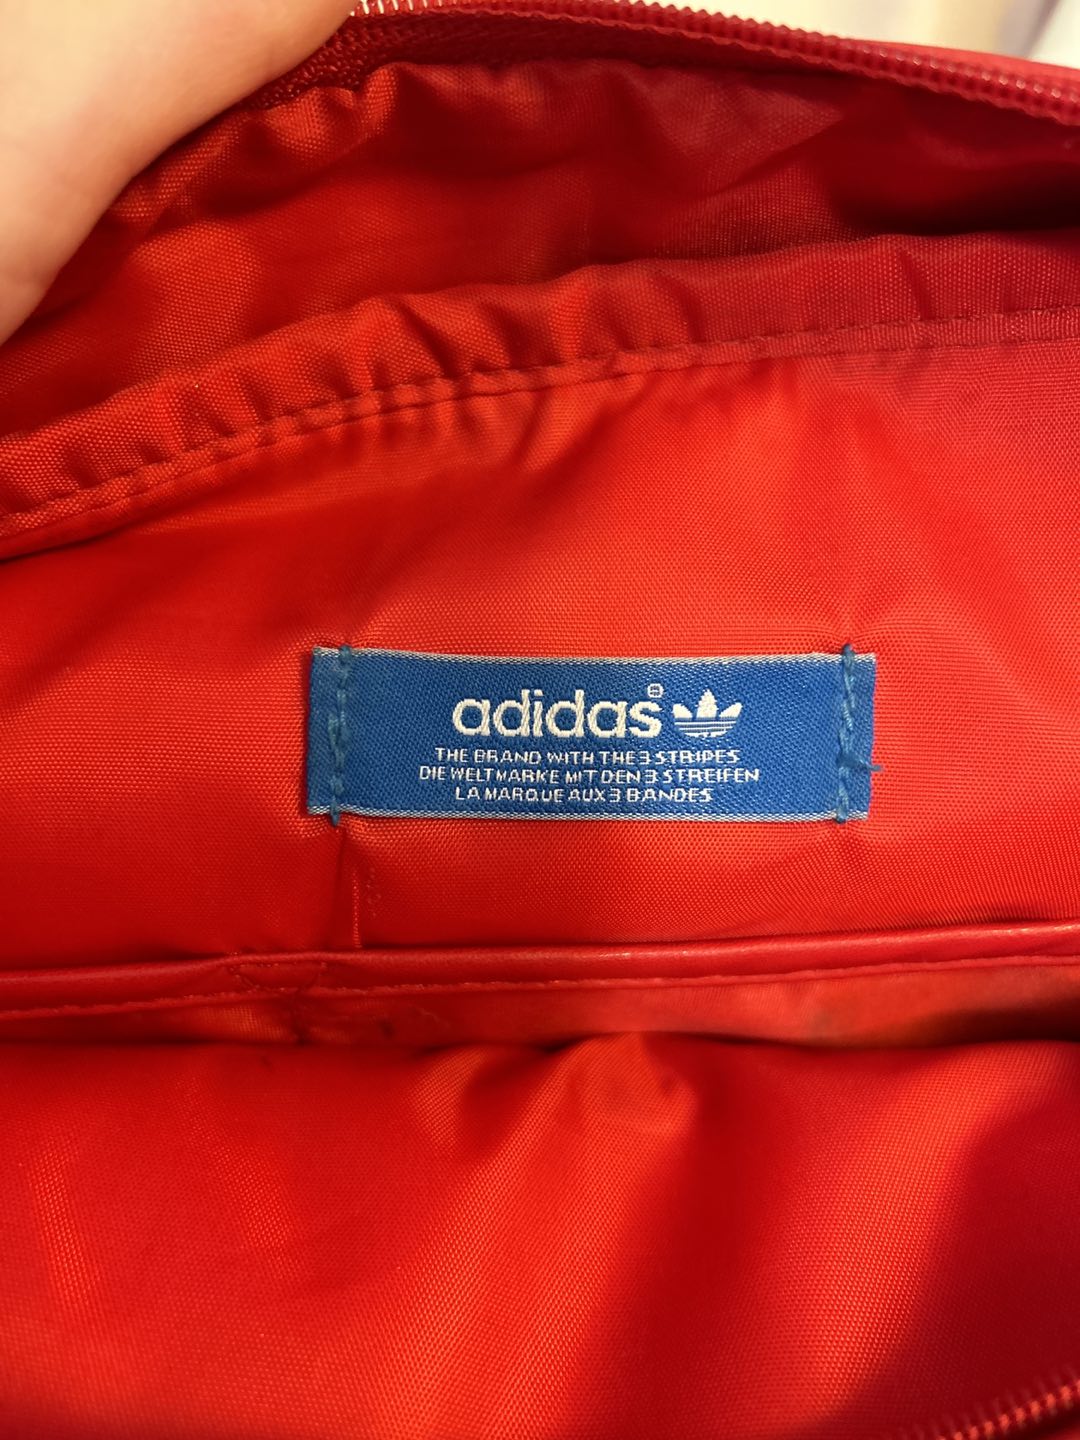 adidas®
THE BRAND WITH THE 3 STRIPES
DIE WELTMARKE MIT DEN 3 STREIFEN
LA MARQUE AUX 3 BANDES